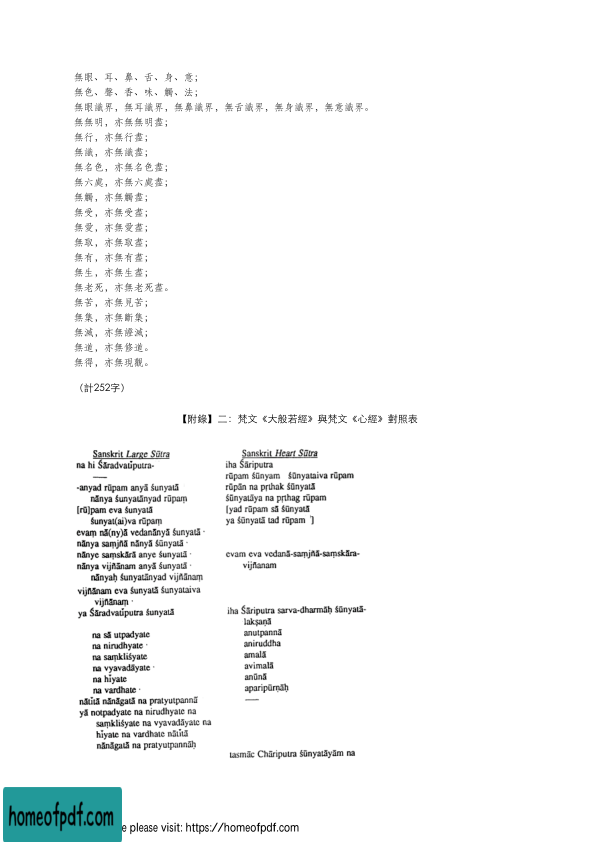 無眼、耳、鼻、舌、身、意；
無色、聲、香、味、觸、法；
無眼識界，無耳識界，無鼻識界，無舌識界，無身識界，無意識界。
無無明，亦無無明盡；
無行，亦無行盡；
無識，亦無識盡；
無名色，亦無名色盡；
無六處，亦無六處盡；
無觸，亦無觸盡；
無受，亦無受盡；
無愛，亦無愛盡；
無取，亦無取盡；
無有，亦無有盡；
無生，亦無生盡；
無老死，亦無老死盡。
無苦，亦無見苦；
無集，亦無斷集；
無滅，亦無證滅；
無道，亦無修道。
無得，亦無現觀。
（計252字）
【附錄】二：梵文《大般若經》與梵文《心經》對照表
Sanskrit Large Sūtra
na hi Śāradvatīputra-
——
-anyad rūpam anyā śunyatā
nānya śunyatānyad rūpaṃ
[rū]pam eva śunyatā
śunyat(ai)va rūpaṃ
evaṃ nā(ny)ā vedanānyā śunyatā ·
nānya saṃjñā nānyā śūnyatā ·
nānye saṃskārā anye śunyatā ·
nānya vijñānam anyā śunyatā ·
nānyaḥ śunyatānyad vijñānaṃ
vijñānam eva śunyatā śunyataiva
vijñānaṃ ·
ya Śāradvatīputra śunyatā
na sā utpadyate
na nirudhyate ·
na saṃkliśyate
na vyavadāyate ·
na hīyate
na vardhate ·
nātītā nānāgatā na pratyutpannā
yā notpadyate na nirudhyate na
saṃkliśyate na vyavadāyate na
hīyate na vardhate nātītā
nānāgatā na pratyutpannāḥ
Sanskrit Heart Sūtra
iha Śāriputra
rūpam śūnyam śūnyataiva rūpam
rūpān na pṛthak śūnyatā
śūnyatāya na pṛthag rūpam
[yad rūpam sā śūnyatā
ya śūnyatā tad rūpam ]
evam eva vedanā-saṃjñā-saṃskāra-
vijñanam
iha Śāriputra sarva-dharmāḥ śūnyatā-
lakṣaṇā
anutpannā
aniruddha
amalā
avimalā
anūnā
aparipūrṇāḥ
——
tasmāc Chāriputra śūnyatāyām na
homeofpdf.com
e please visit: https://homeofpdf.com